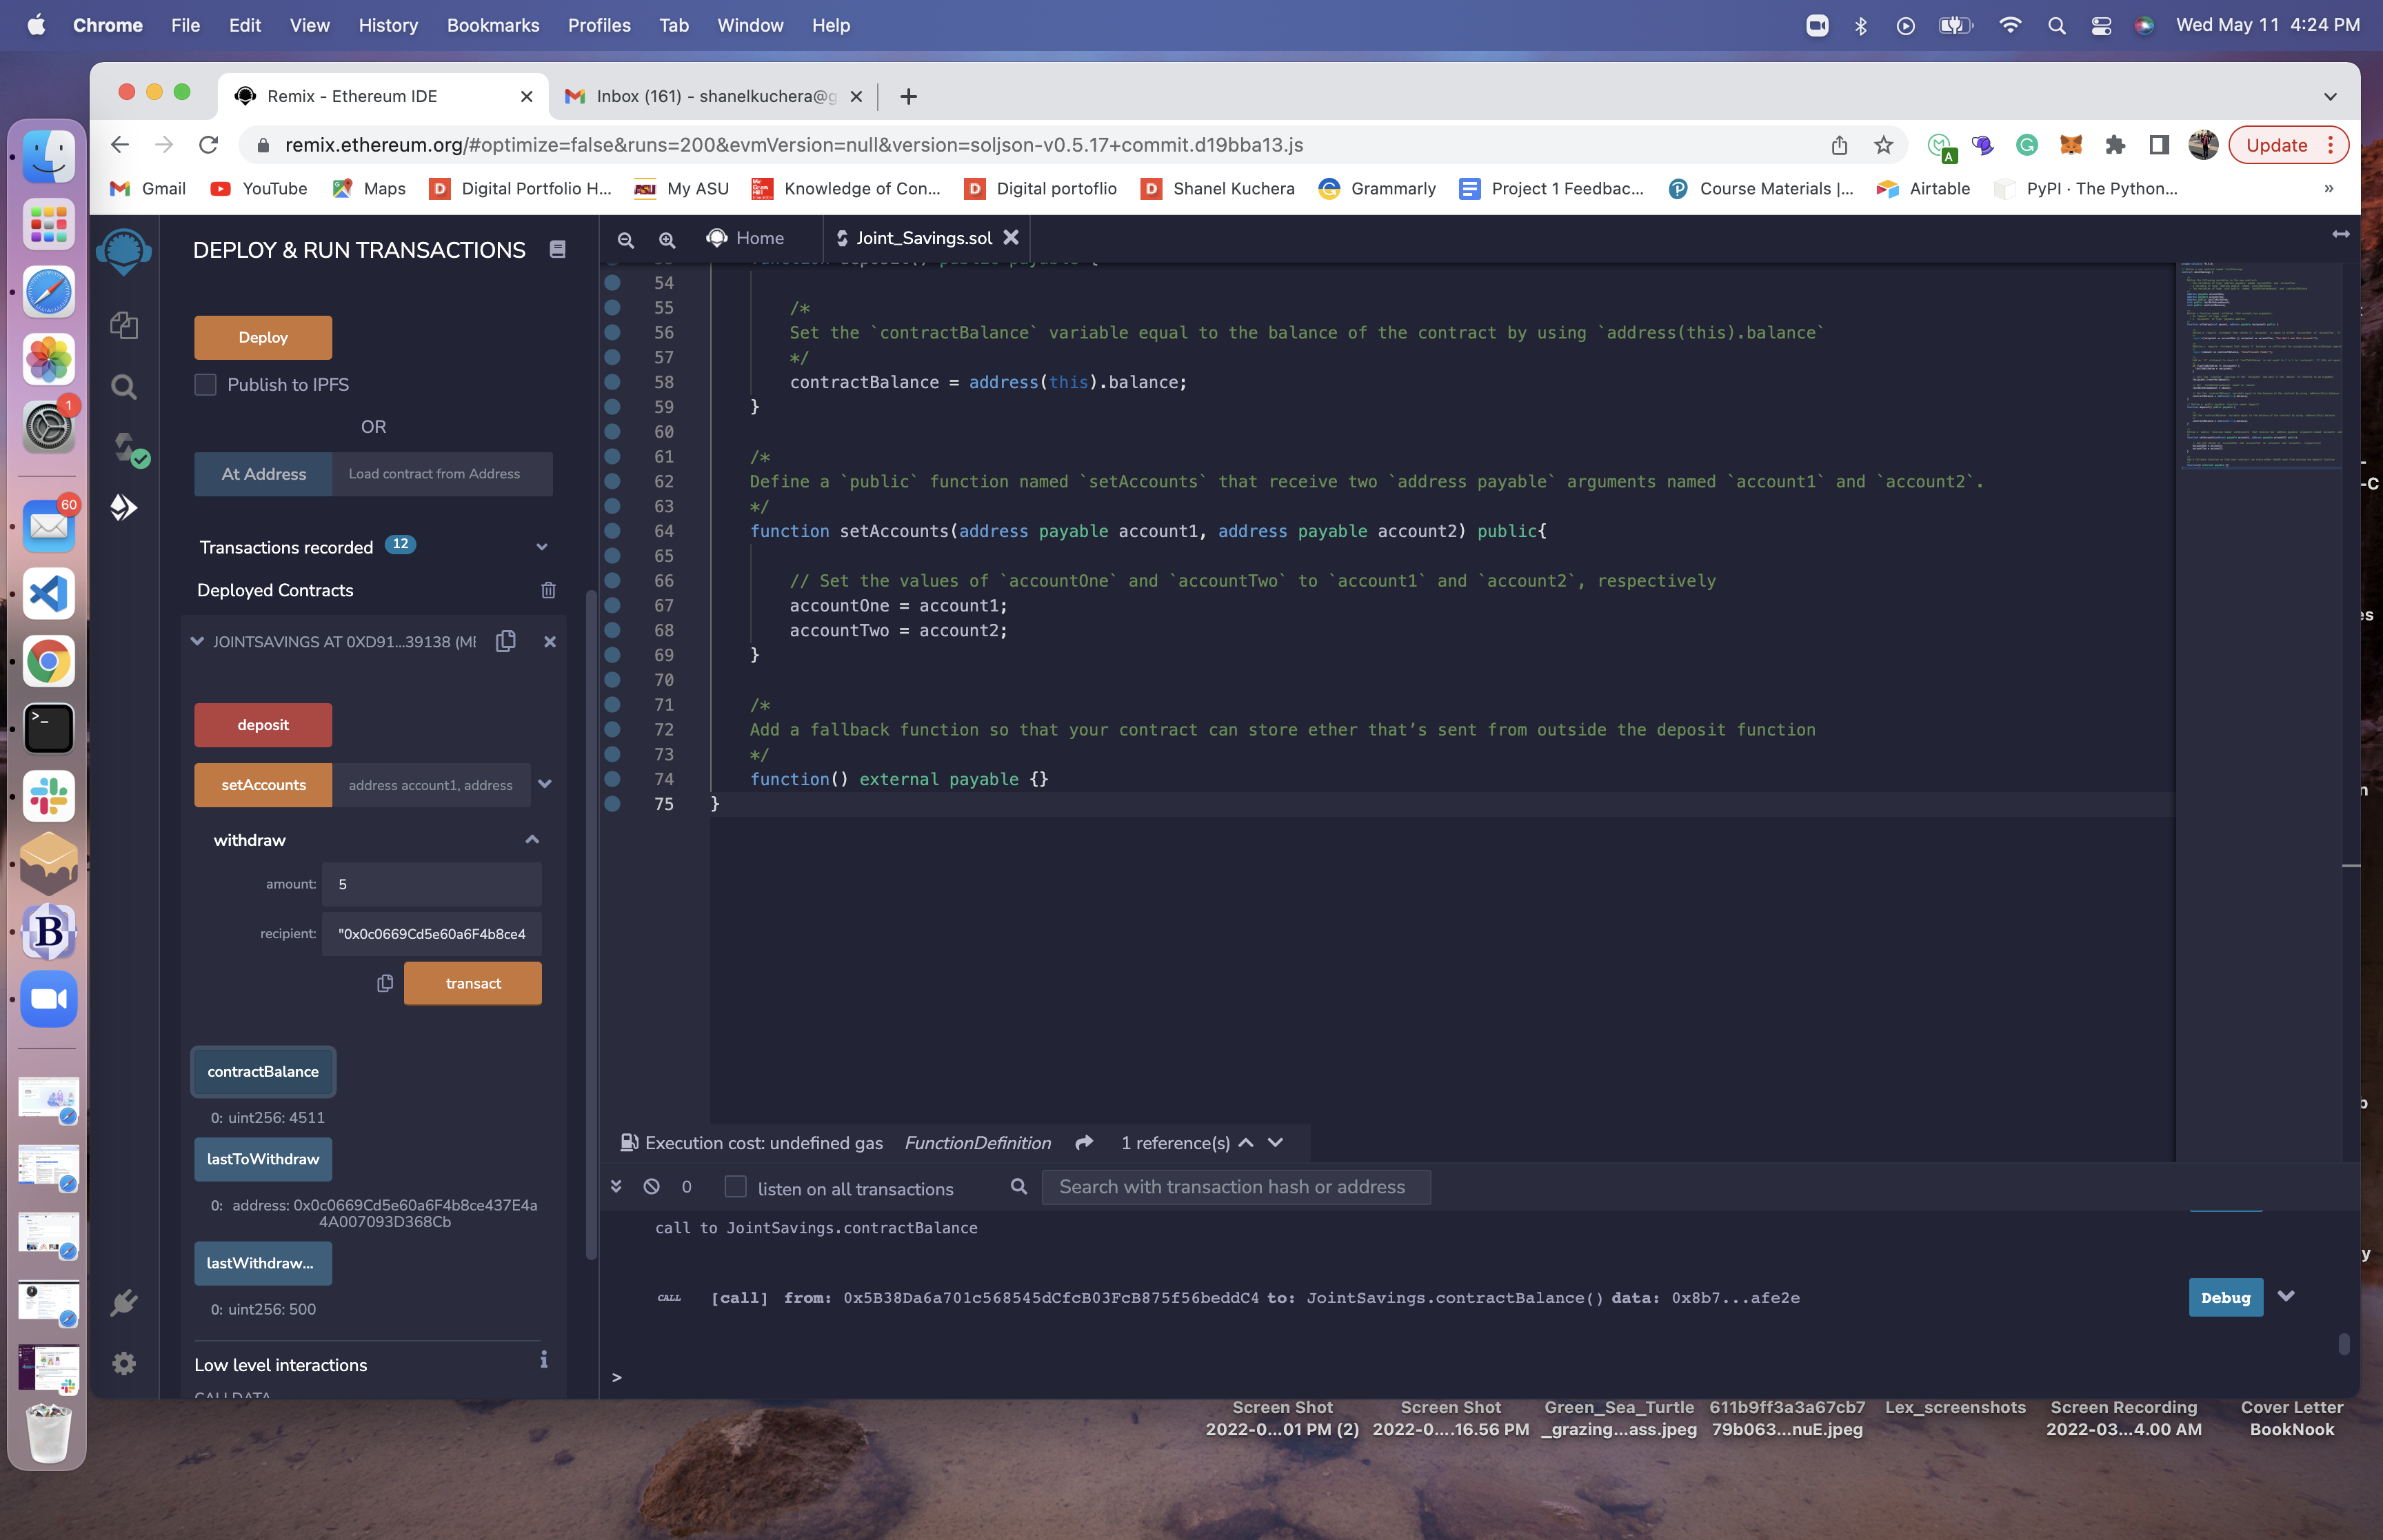 Chrome File Edit View History Bookmarks Profiles Tab Window Help Wed May 11 4:24 PM
Remix - Ethereum IDE Inbox (161) - shanelkuchera@g
remix.ethereum.org/#optimize=false&runs=200&evmVersion=null&version=soljson-v0.5.17+commit.d19bba13.js Update
Gmail YouTube Maps Digital Portfolio H... My ASU Knowledge of Con... Digital portoflio Shanel Kuchera Grammarly Project 1 Feedbac... Course Materials |... Airtable PyPI · The Python... »
1
60
DEPLOY & RUN TRANSACTIONS
Deploy
Publish to IPFS
OR
At Address Load contract from Address
Transactions recorded 12
Deployed Contracts
JOINTSAVINGS AT 0XD91...39138 (ME
deposit
setAccounts address account1, address
withdraw
amount: 5
recipient: "0x0c0669Cd5e60a6F4b8ce4
transact
contractBalance
0: uint256: 4511
lastToWithdraw
0: address: 0x0c0669Cd5e60a6F4b8ce437E4a
4A007093D368Cb
lastWithdraw...
0: uint256: 500
Low level interactions
CALLDATA
Home Joint_Savings.sol
54
55 /*
56 Set the `contractBalance` variable equal to the balance of the contract by using `address(this).balance`
57 */
58 contractBalance = address(this).balance;
59 }
60
61 /*
62 Define a `public` function named `setAccounts` that receive two `address payable` arguments named `account1` and `account2`.
63 */
64 function setAccounts(address payable account1, address payable account2) public{
65
66 // Set the values of `accountOne` and `accountTwo` to `account1` and `account2`, respectively
67 accountOne = account1;
68 accountTwo = account2;
69 }
70
71 /*
72 Add a fallback function so that your contract can store ether that’s sent from outside the deposit function
73 */
74 function() external payable {}
75 }
Execution cost: undefined gas FunctionDefinition 1 reference(s)
0 listen on all transactions Search with transaction hash or address
call to JointSavings.contractBalance
CALL [call] from: 0x5B38Da6a701c568545dCfcB03FcB875f56beddC4 to: JointSavings.contractBalance() data: 0x8b7...afe2e Debug
>
Screen Shot
2022-0...01 PM (2)
Screen Shot
2022-0....16.56 PM
Green_Sea_Turtle
_grazing...ass.jpeg
611b9ff3a3a67cb7
79b063...nuE.jpeg
Lex_screenshots
Screen Recording
2022-03...4.00 AM
Cover Letter
BookNook